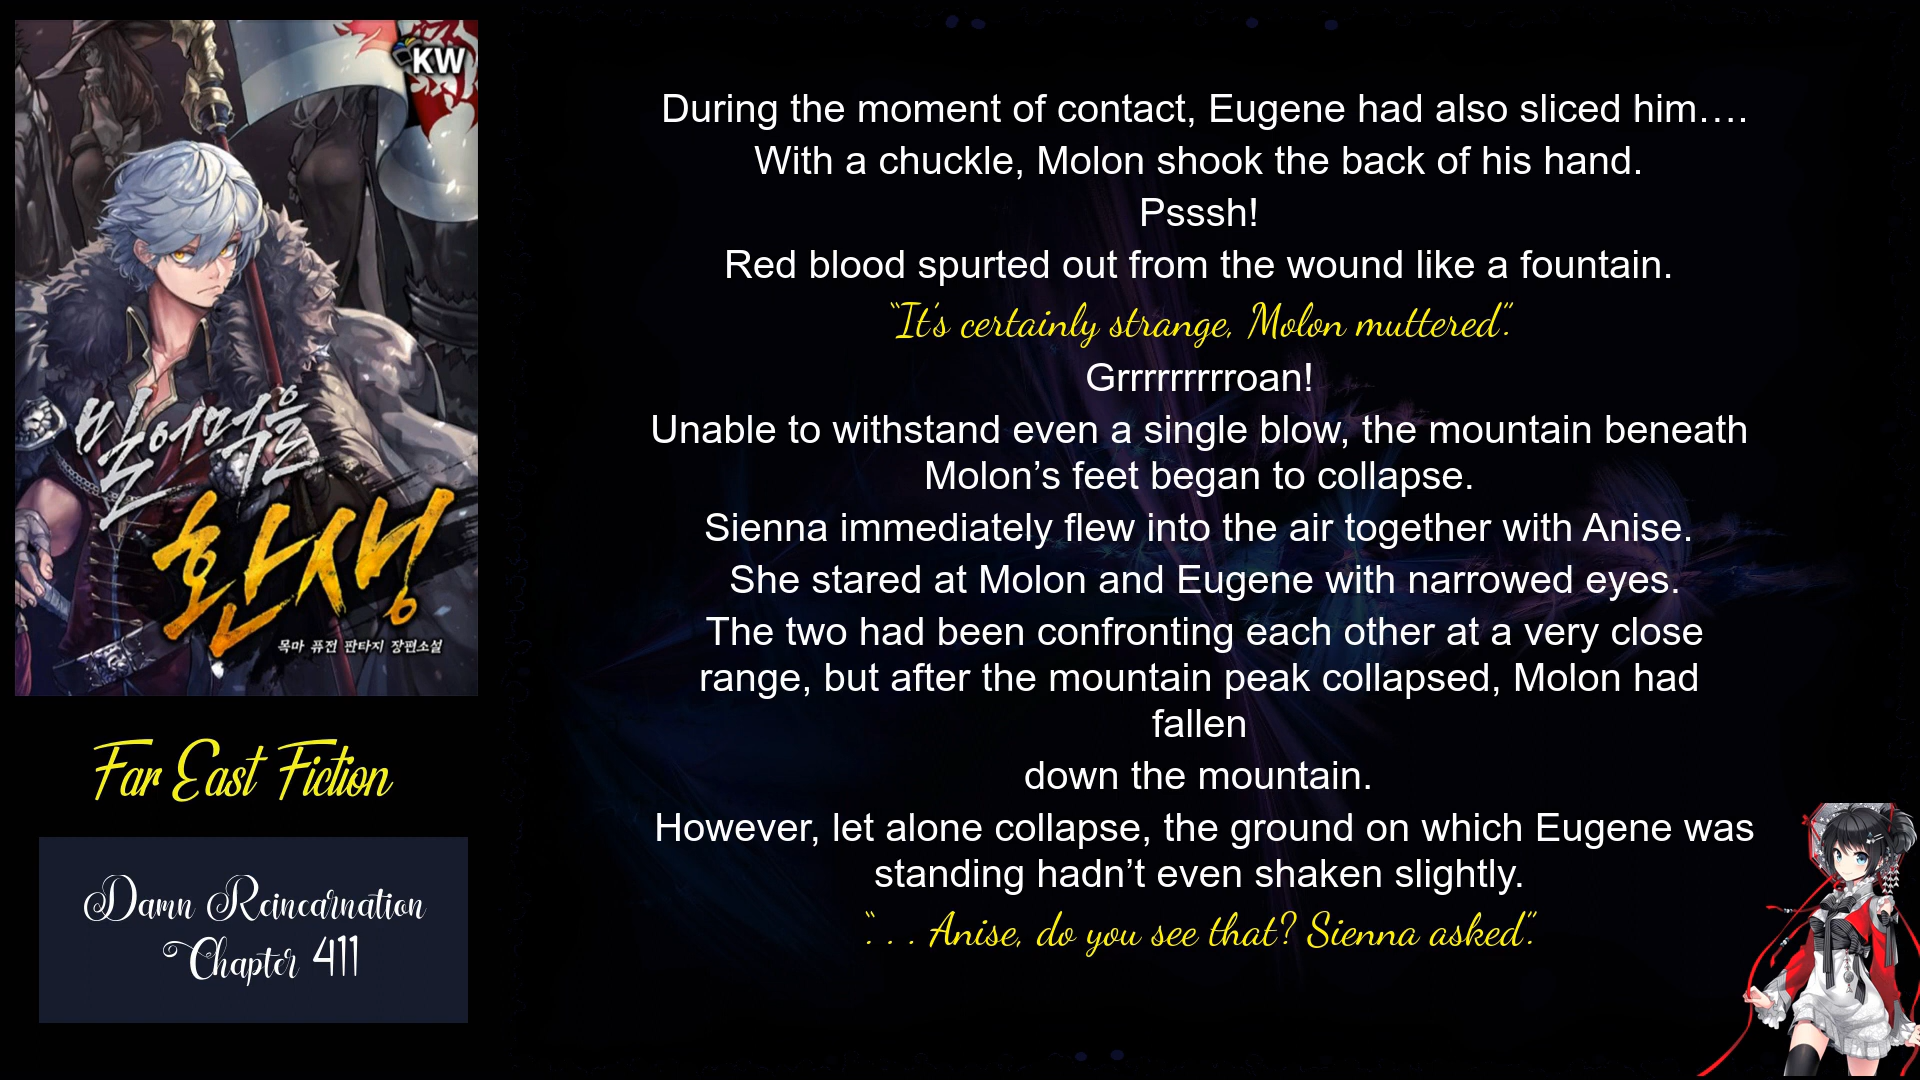 KW
빌어먹을
환생
목마 퓨전 판타지 장편소설
Far East Fiction
Damn Reincarnation
Chapter 411
During the moment of contact, Eugene had also sliced him….
With a chuckle, Molon shook the back of his hand.
Psssh!
Red blood spurted out from the wound like a fountain.
“It’s certainly strange, Molon muttered”.
Grrrrrrrrrroan!
Unable to withstand even a single blow, the mountain beneath
Molon’s feet began to collapse.
Sienna immediately flew into the air together with Anise.
She stared at Molon and Eugene with narrowed eyes.
The two had been confronting each other at a very close
range, but after the mountain peak collapsed, Molon had
fallen
down the mountain.
However, let alone collapse, the ground on which Eugene was
standing hadn’t even shaken slightly.
“. . . Anise, do you see that? Sienna asked”.